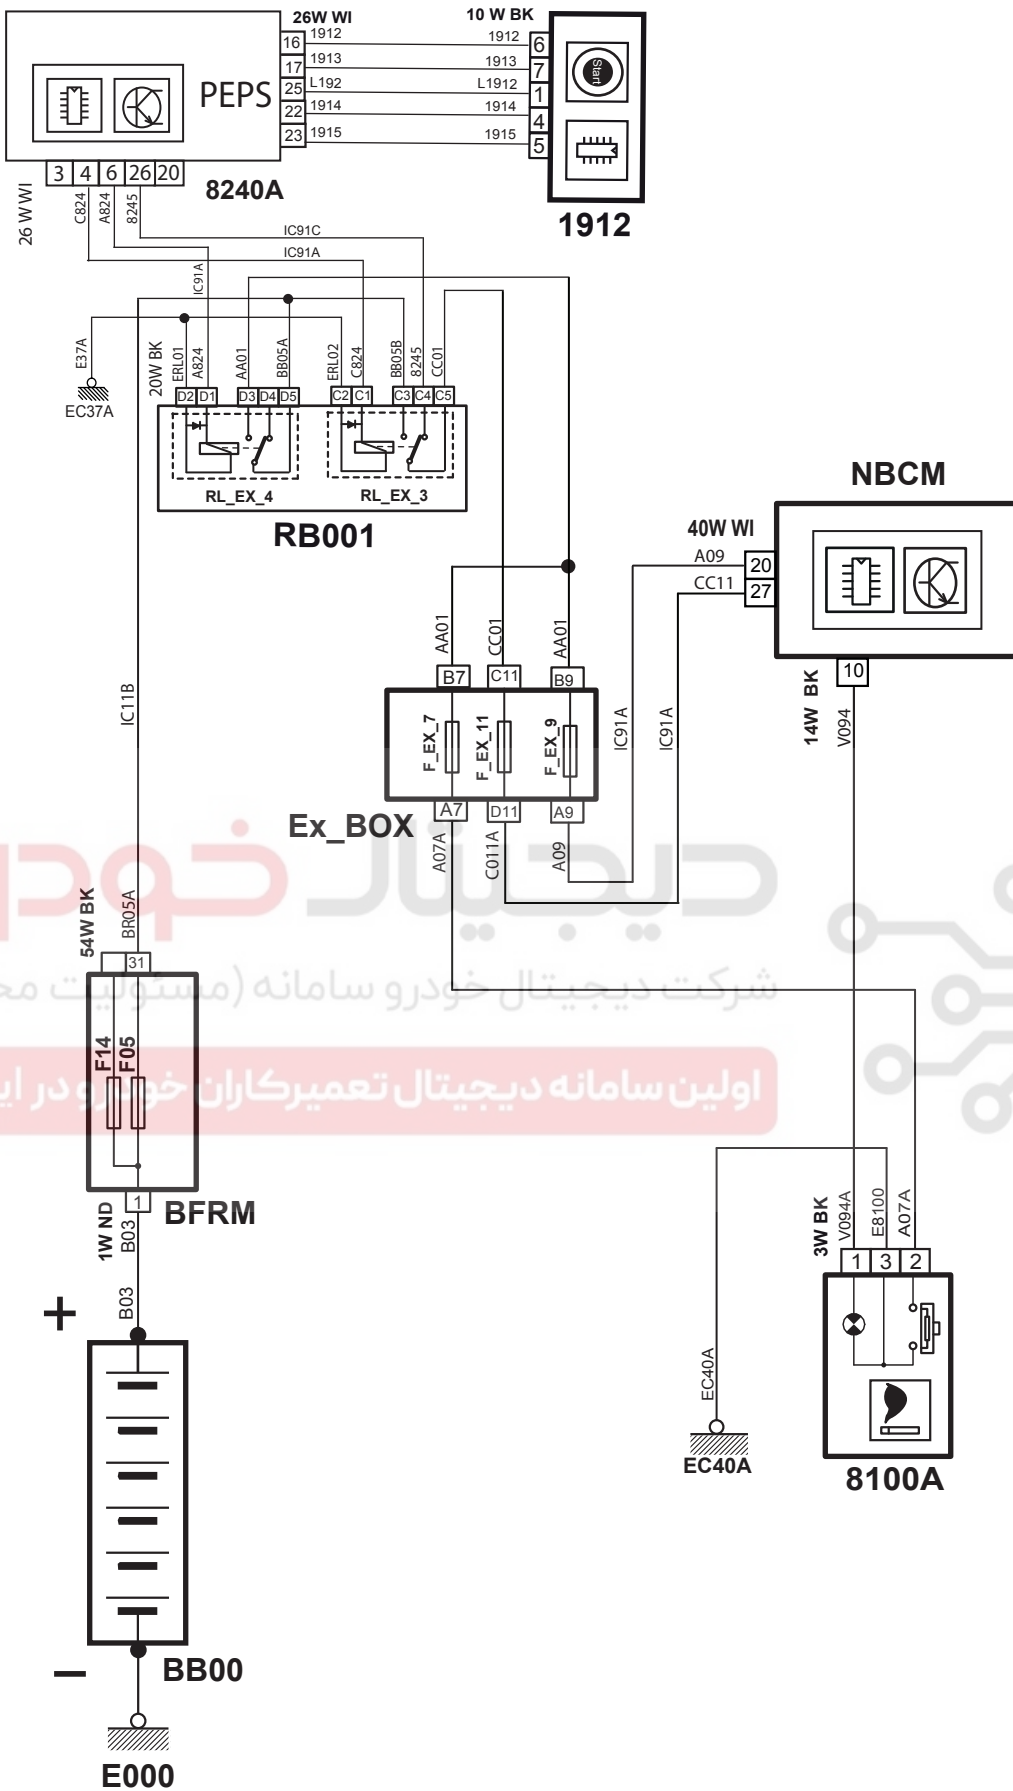 26W WI
10 W BK
16
1912
1912
6
17
1913
1913
7
PEPS
25
L192
L1912
1
22
1914
1914
4
23
1915
1915
5
Start
3
4
6
26
20
8240A
1912
26 W WI
C824
A824
8245
IC91C
IC91A
IC91A
E37A
EC37A
20W BK
ERL01
A824
AA01
BB05A
ERL02
C824
BB05B
8245
CC01
D2
D1
D3
D4
D5
C2
C1
C3
C4
C5
RL_EX_4
RL_EX_3
RB001
NBCM
40W WI
A09
20
CC11
27
10
14W BK
V094
AA01
CC01
AA01
B7
C11
B9
F_EX_7
F_EX_11
F_EX_9
IC91A
IC91A
IC11B
A7
D11
A9
Ex_BOX
A07A
C011A
A09
دیجیتال خودرو
54W BK
BR05A
31
شرکت دیجیتال خودرو سامانه (مسئولیت مح
F14
F05
اولین سامانه دیجیتال تعمیرکاران خودرو در ایر
1
BFRM
1W ND
B03
B03
3W BK
V094A
E8100
A07A
1
3
2
+
EC40A
EC40A
8100A
–
BB00
E000